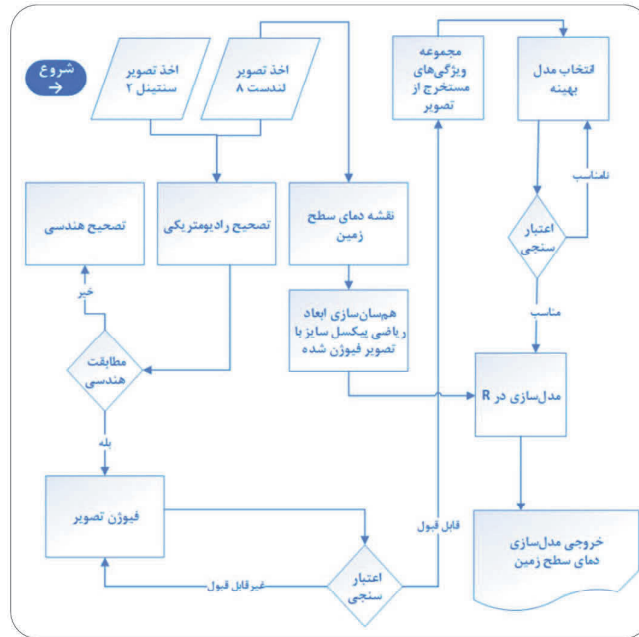 شروع
اخذ تصویر
سنتینل ۲
اخذ تصویر
لندست ۸
مجموعه
ویژگی‌های
مستخرج از
تصویر
انتخاب مدل
بهینه
نامناسب
تصحیح هندسی
تصحیح رادیومتریکی
نقشه دمای سطح
زمین
اعتبار
سنجی
خیر
هم‌سان‌سازی ابعاد
ریاضی پیکسل سایز با
تصویر فیوژن شده
مناسب
مطابقت
هندسی
مدل‌سازی در R
بله
فیوژن تصویر
قابل قبول
خروجی مدل‌سازی
دمای سطح زمین
اعتبار
سنجی
غیرقابل قبول